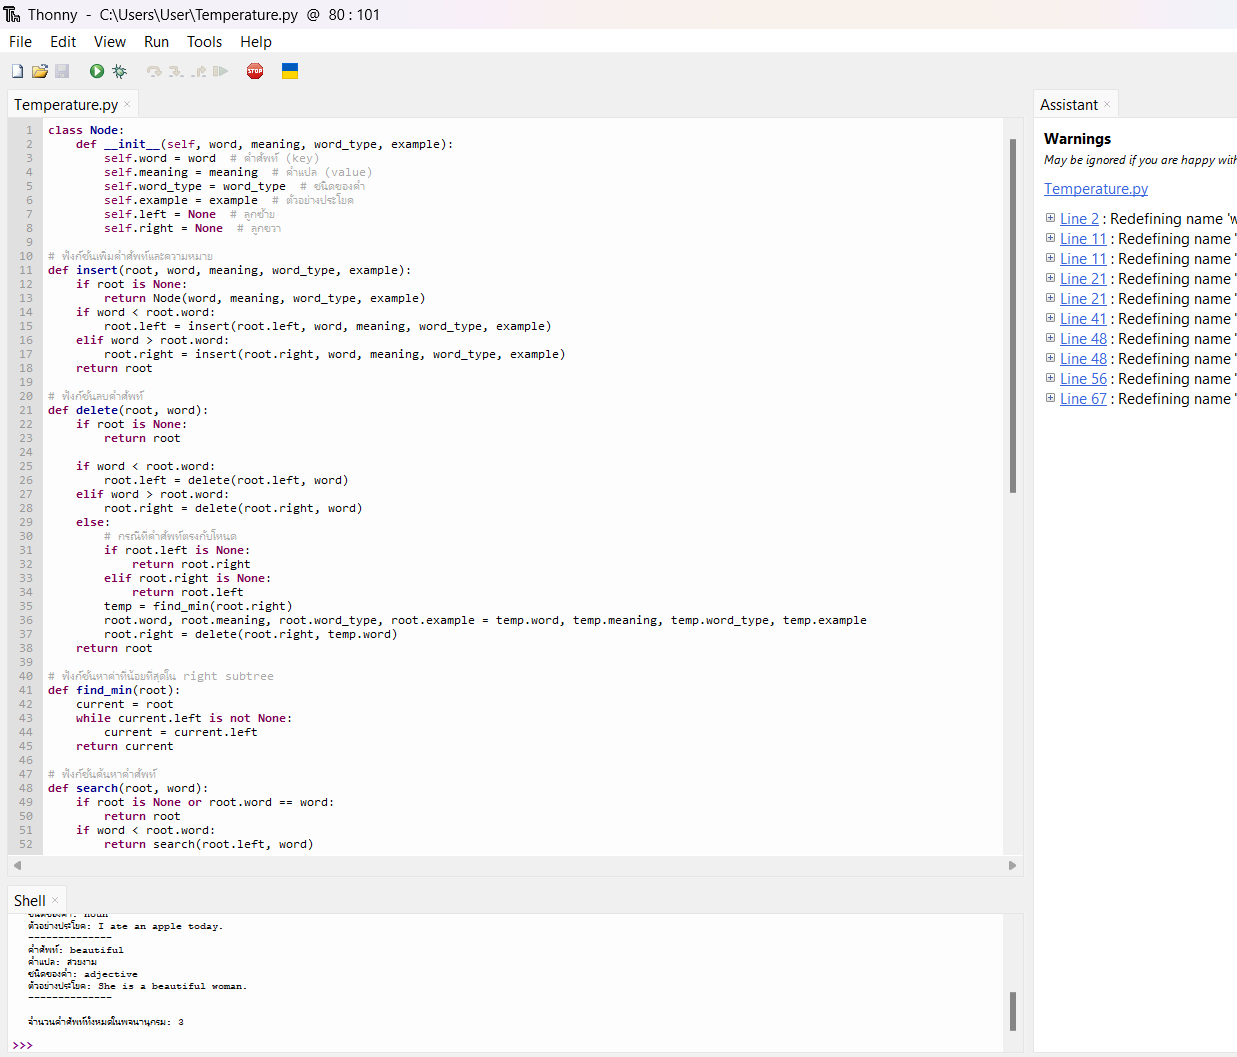 Thonny - C:\Users\User\Temperature.py @ 80 : 101
File Edit View Run Tools Help
STOP
Temperature.py ×
1 class Node:
2 def __init__(self, word, meaning, word_type, example):
3 self.word = word # คำศัพท์ (key)
4 self.meaning = meaning # คำแปล (value)
5 self.word_type = word_type # ชนิดของคำ
6 self.example = example # ตัวอย่างประโยค
7 self.left = None # ลูกซ้าย
8 self.right = None # ลูกขวา
9
10 # ฟังก์ชันเพิ่มคำศัพท์และความหมาย
11 def insert(root, word, meaning, word_type, example):
12 if root is None:
13 return Node(word, meaning, word_type, example)
14 if word < root.word:
15 root.left = insert(root.left, word, meaning, word_type, example)
16 elif word > root.word:
17 root.right = insert(root.right, word, meaning, word_type, example)
18 return root
19
20 # ฟังก์ชันลบคำศัพท์
21 def delete(root, word):
22 if root is None:
23 return root
24
25 if word < root.word:
26 root.left = delete(root.left, word)
27 elif word > root.word:
28 root.right = delete(root.right, word)
29 else:
30 # กรณีที่คำศัพท์ตรงกับโหนด
31 if root.left is None:
32 return root.right
33 elif root.right is None:
34 return root.left
35 temp = find_min(root.right)
36 root.word, root.meaning, root.word_type, root.example = temp.word, temp.meaning, temp.word_type, temp.example
37 root.right = delete(root.right, temp.word)
38 return root
39
40 # ฟังก์ชันหาค่าที่น้อยที่สุดใน right subtree
41 def find_min(root):
42 current = root
43 while current.left is not None:
44 current = current.left
45 return current
46
47 # ฟังก์ชันค้นหาคำศัพท์
48 def search(root, word):
49 if root is None or root.word == word:
50 return root
51 if word < root.word:
52 return search(root.left, word)
Shell ×
ชนิดของคำ: noun
ตัวอย่างประโยค: I ate an apple today.
--------------
คำศัพท์: beautiful
คำแปล: สวยงาม
ชนิดของคำ: adjective
ตัวอย่างประโยค: She is a beautiful woman.
--------------
จำนวนคำศัพท์ทั้งหมดในพจนานุกรม: 3
>>>
Assistant ×
Warnings
May be ignored if you are happy with
Temperature.py
Line 2 : Redefining name 'w
Line 11 : Redefining name '
Line 11 : Redefining name '
Line 21 : Redefining name '
Line 21 : Redefining name '
Line 41 : Redefining name '
Line 48 : Redefining name '
Line 48 : Redefining name '
Line 56 : Redefining name '
Line 67 : Redefining name '